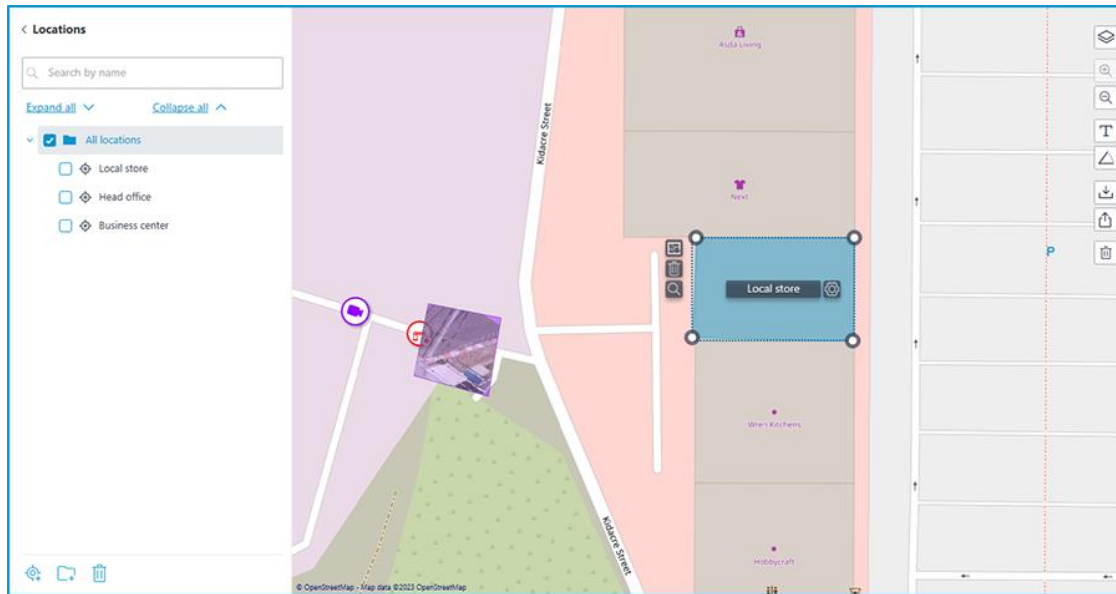 Locations
Search by name
Expand all
Collapse all
All locations
Local store
Head office
Business center
Asda Living
Kidacre Street
Next
Local store
P
Wren Kitchens
Kidacre Street
Hobbycraft
© OpenStreetMap - Map data ©2023 OpenStreetMap
T